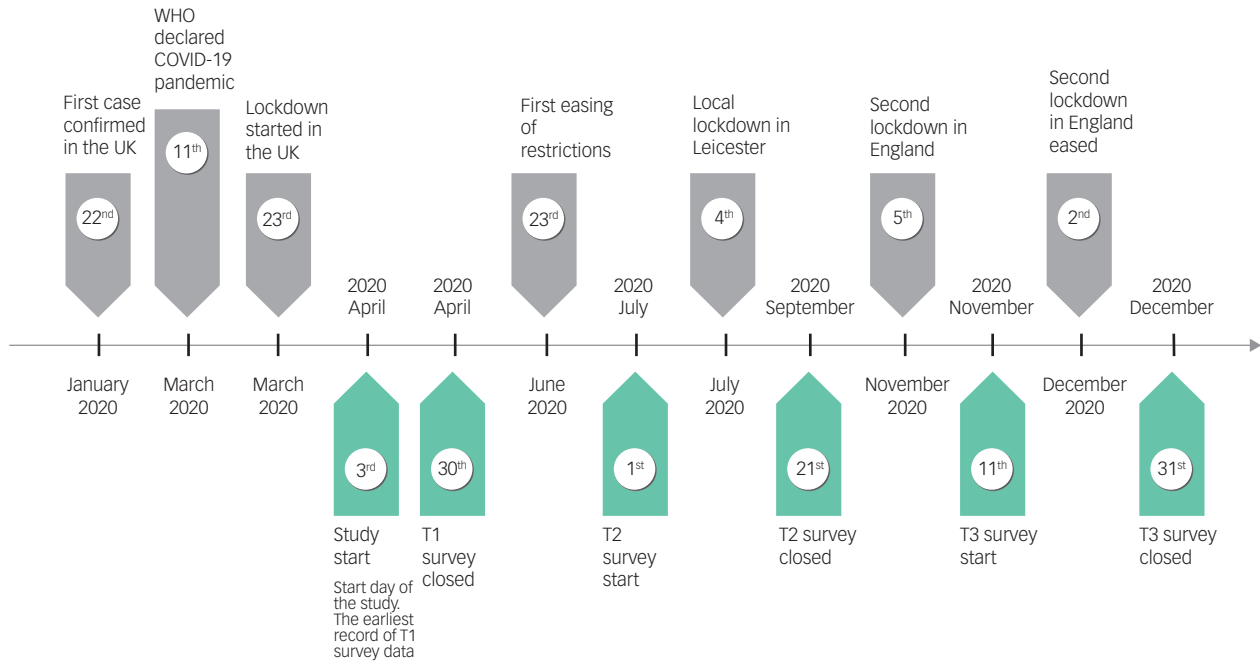 WHO
declared
COVID-19
pandemic
First case
confirmed
in the UK
Lockdown
started in
the UK
First easing
of
restrictions
Local
lockdown in
Leicester
Second
lockdown in
England
Second
lockdown
in England
eased
22nd
11th
23rd
23rd
4th
5th
2nd
2020
April
2020
April
2020
July
2020
September
2020
November
2020
December
January
2020
March
2020
March
2020
June
2020
July
2020
November
2020
December
2020
3rd
30th
1st
21st
11th
31st
Study
start
Start day of
the study.
The earliest
record of T1
survey data
T1
survey
closed
T2
survey
start
T2 survey
closed
T3 survey
start
T3 survey
closed